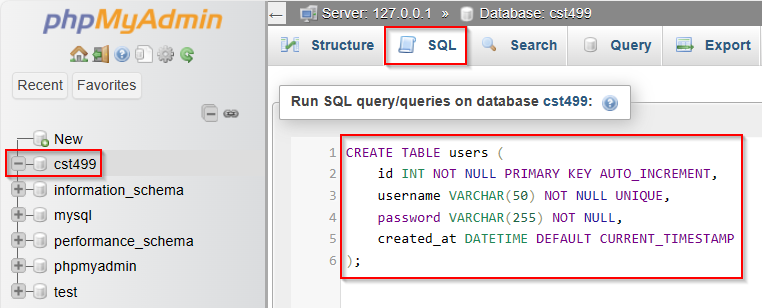 phpMyAdmin
Recent Favorites
New
cst499
information_schema
mysql
performance_schema
phpmyadmin
test
Server: 127.0.0.1 » Database: cst499
Structure SQL Search Query Export
Run SQL query/queries on database cst499:
1 CREATE TABLE users (
2 id INT NOT NULL PRIMARY KEY AUTO_INCREMENT,
3 username VARCHAR(50) NOT NULL UNIQUE,
4 password VARCHAR(255) NOT NULL,
5 created_at DATETIME DEFAULT CURRENT_TIMESTAMP
6 );